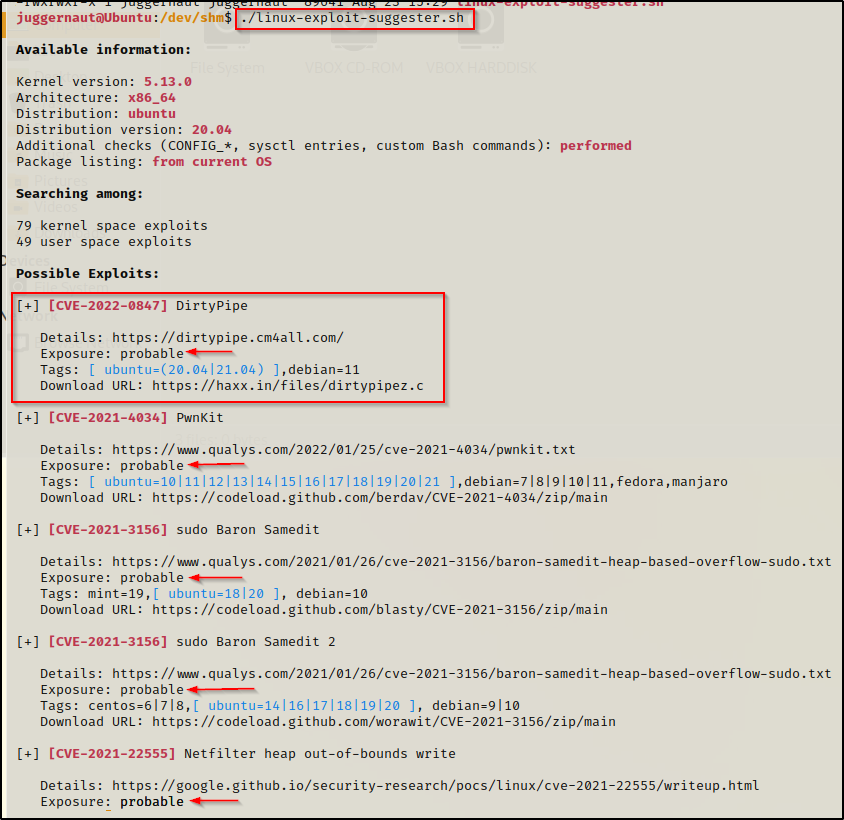 -rwxrwxr-x 1 juggernaut juggernaut 89641 Aug 25 15:29 linux-exploit-suggester.sh
juggernaut@Ubuntu:/dev/shm$ ./linux-exploit-suggester.sh
File System VBOX CD-ROM VBOX HARDDISK
Available information:
Kernel version: 5.13.0
Architecture: x86_64
Distribution: ubuntu
Distribution version: 20.04
Additional checks (CONFIG_*, sysctl entries, custom Bash commands): performed
Package listing: from current OS
Pictures
Searching among:
Videos
79 kernel space exploits
49 user space exploits
Devices
Possible Exploits:
File System
[+] [CVE-2022-0847] DirtyPipe
Details: https://dirtypipe.cm4all.com/
Exposure: probable
Tags: [ ubuntu=(20.04|21.04) ],debian=11
Download URL: https://haxx.in/files/dirtypipez.c
[+] [CVE-2021-4034] PwnKit
Details: https://www.qualys.com/2022/01/25/cve-2021-4034/pwnkit.txt
Exposure: probable
Tags: [ ubuntu=10|11|12|13|14|15|16|17|18|19|20|21 ],debian=7|8|9|10|11,fedora,manjaro
Download URL: https://codeload.github.com/berdav/CVE-2021-4034/zip/main
[+] [CVE-2021-3156] sudo Baron Samedit
Details: https://www.qualys.com/2021/01/26/cve-2021-3156/baron-samedit-heap-based-overflow-sudo.txt
Exposure: probable
Tags: mint=19,[ ubuntu=18|20 ], debian=10
Download URL: https://codeload.github.com/blasty/CVE-2021-3156/zip/main
[+] [CVE-2021-3156] sudo Baron Samedit 2
Details: https://www.qualys.com/2021/01/26/cve-2021-3156/baron-samedit-heap-based-overflow-sudo.txt
Exposure: probable
Tags: centos=6|7|8,[ ubuntu=14|16|17|18|19|20 ], debian=9|10
Download URL: https://codeload.github.com/worawit/CVE-2021-3156/zip/main
[+] [CVE-2021-22555] Netfilter heap out-of-bounds write
Details: https://google.github.io/security-research/pocs/linux/cve-2021-22555/writeup.html
Exposure: probable